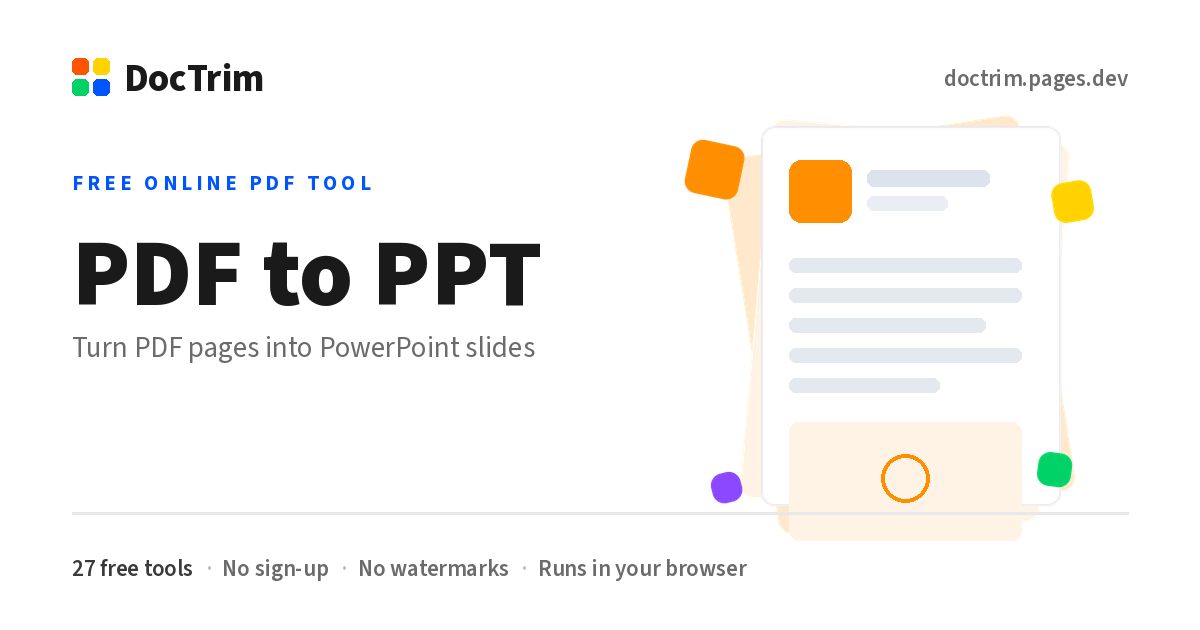 DocTrim
doctrim.pages.dev
FREE ONLINE PDF TOOL
PDF to PPT
Turn PDF pages into PowerPoint slides
27 free tools · No sign-up · No watermarks · Runs in your browser